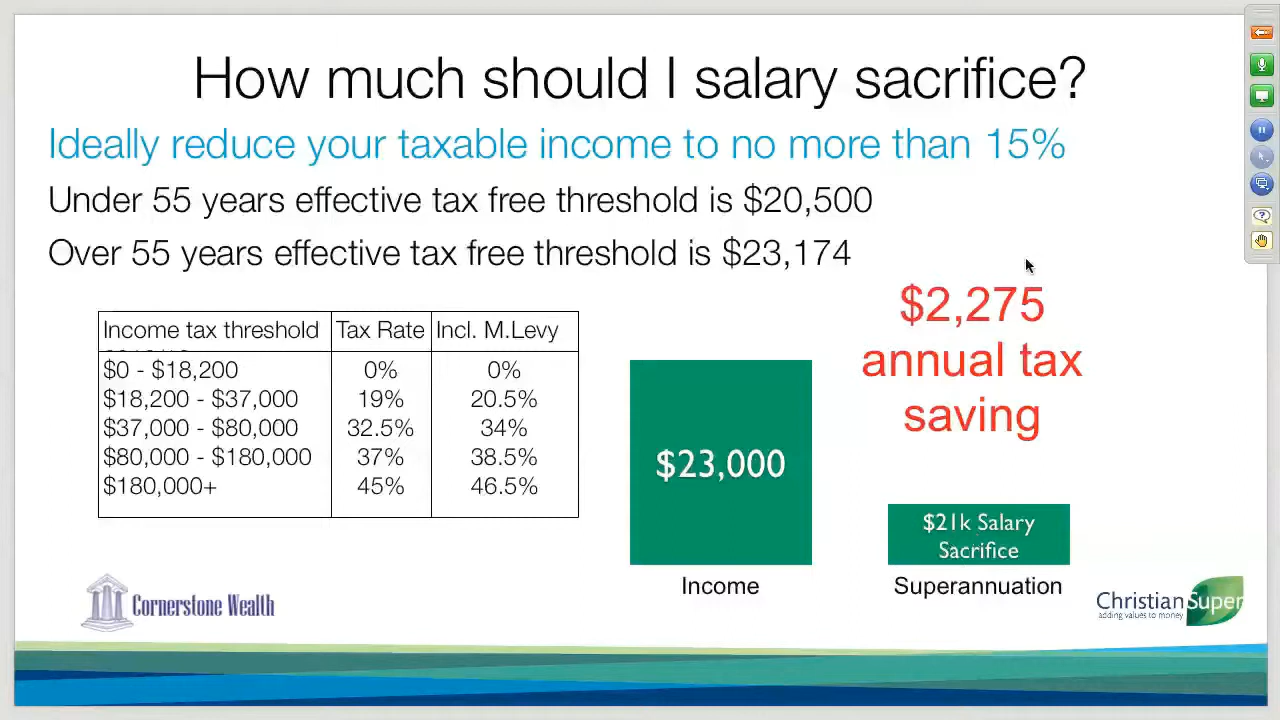 How much should I salary sacrifice?
Ideally reduce your taxable income to no more than 15%
Under 55 years effective tax free threshold is $20,500
Over 55 years effective tax free threshold is $23,174
Income tax threshold Tax Rate Incl. M.Levy
$0 - $18,200 0% 0%
$18,200 - $37,000 19% 20.5%
$37,000 - $80,000 32.5% 34%
$80,000 - $180,000 37% 38.5%
$180,000+ 45% 46.5%
$23,000
Income
$2,275
annual tax
saving
$21k Salary
Sacrifice
Superannuation
Cornerstone Wealth
ChristianSuper
adding values to money